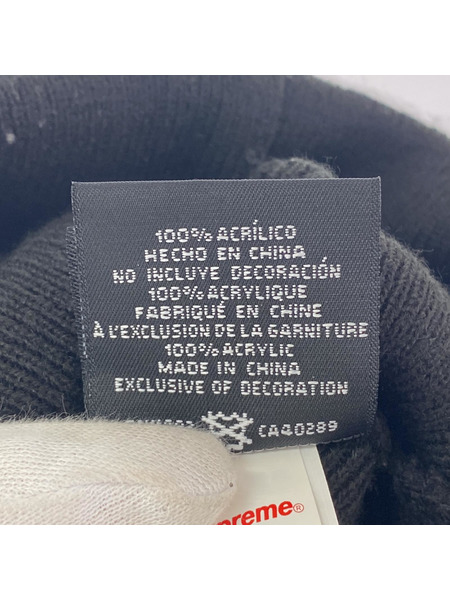 100% ACRÍLICO
HECHO EN CHINA
NO INCLUYE DECORACIÓN
100% ACRYLIQUE
FABRIQUÉ EN CHINE
À L'EXCLUSION DE LA GARNITURE
100% ACRYLIC
MADE IN CHINA
EXCLUSIVE OF DECORATION
CA40289
preme®